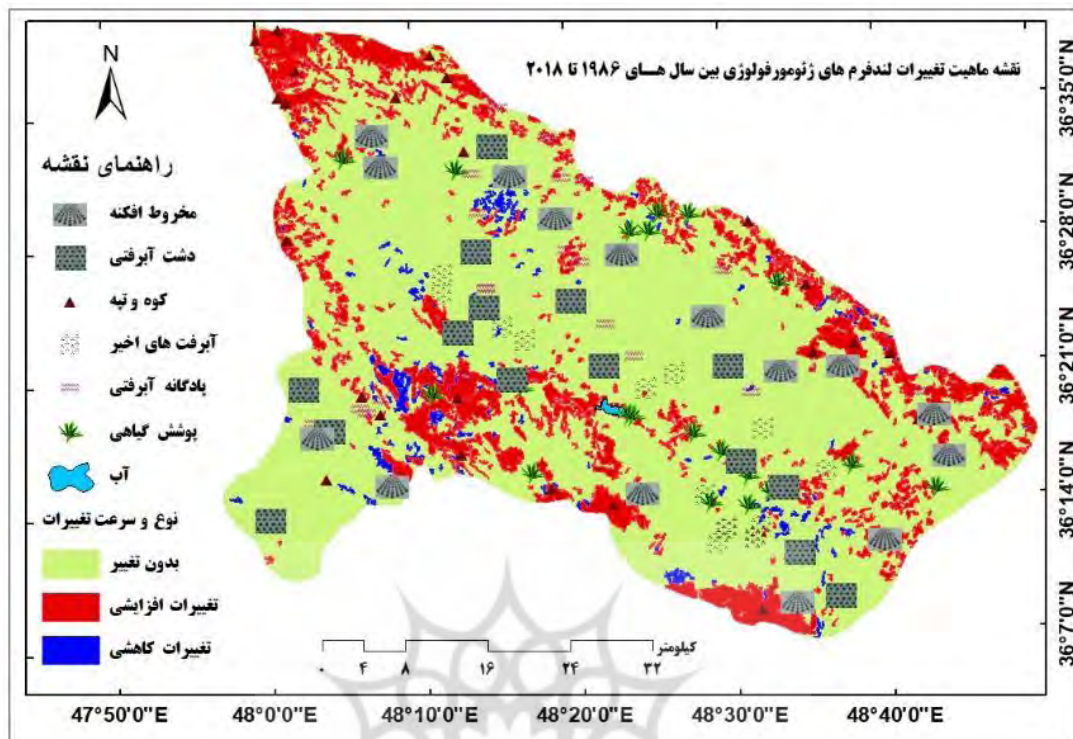 نقشه ماهیت تغییرات لندفرم های ژئومورفولوژی بین سال هـای ۱۹۸۶ تا ۲۰۱۸
N
راهنمای نقشه
مخروط افکنه
دشت آبرفتی
کوه و تپه
آبرفت های اخیر
پادگانه آبرفتی
پوشش گیاهی
آب
نوع و سرعت تغییرات
بدون تغییر
تغییرات افزایشی
تغییرات کاهشی
کیلومتر
۰ ۴ ۸ ۱۶ ۲۴ ۳۲
36°35'0"N
36°28'0"N
36°21'0"N
36°14'0"N
36°7'0"N
47°50'0"E 48°0'0"E 48°10'0"E 48°20'0"E 48°30'0"E 48°40'0"E